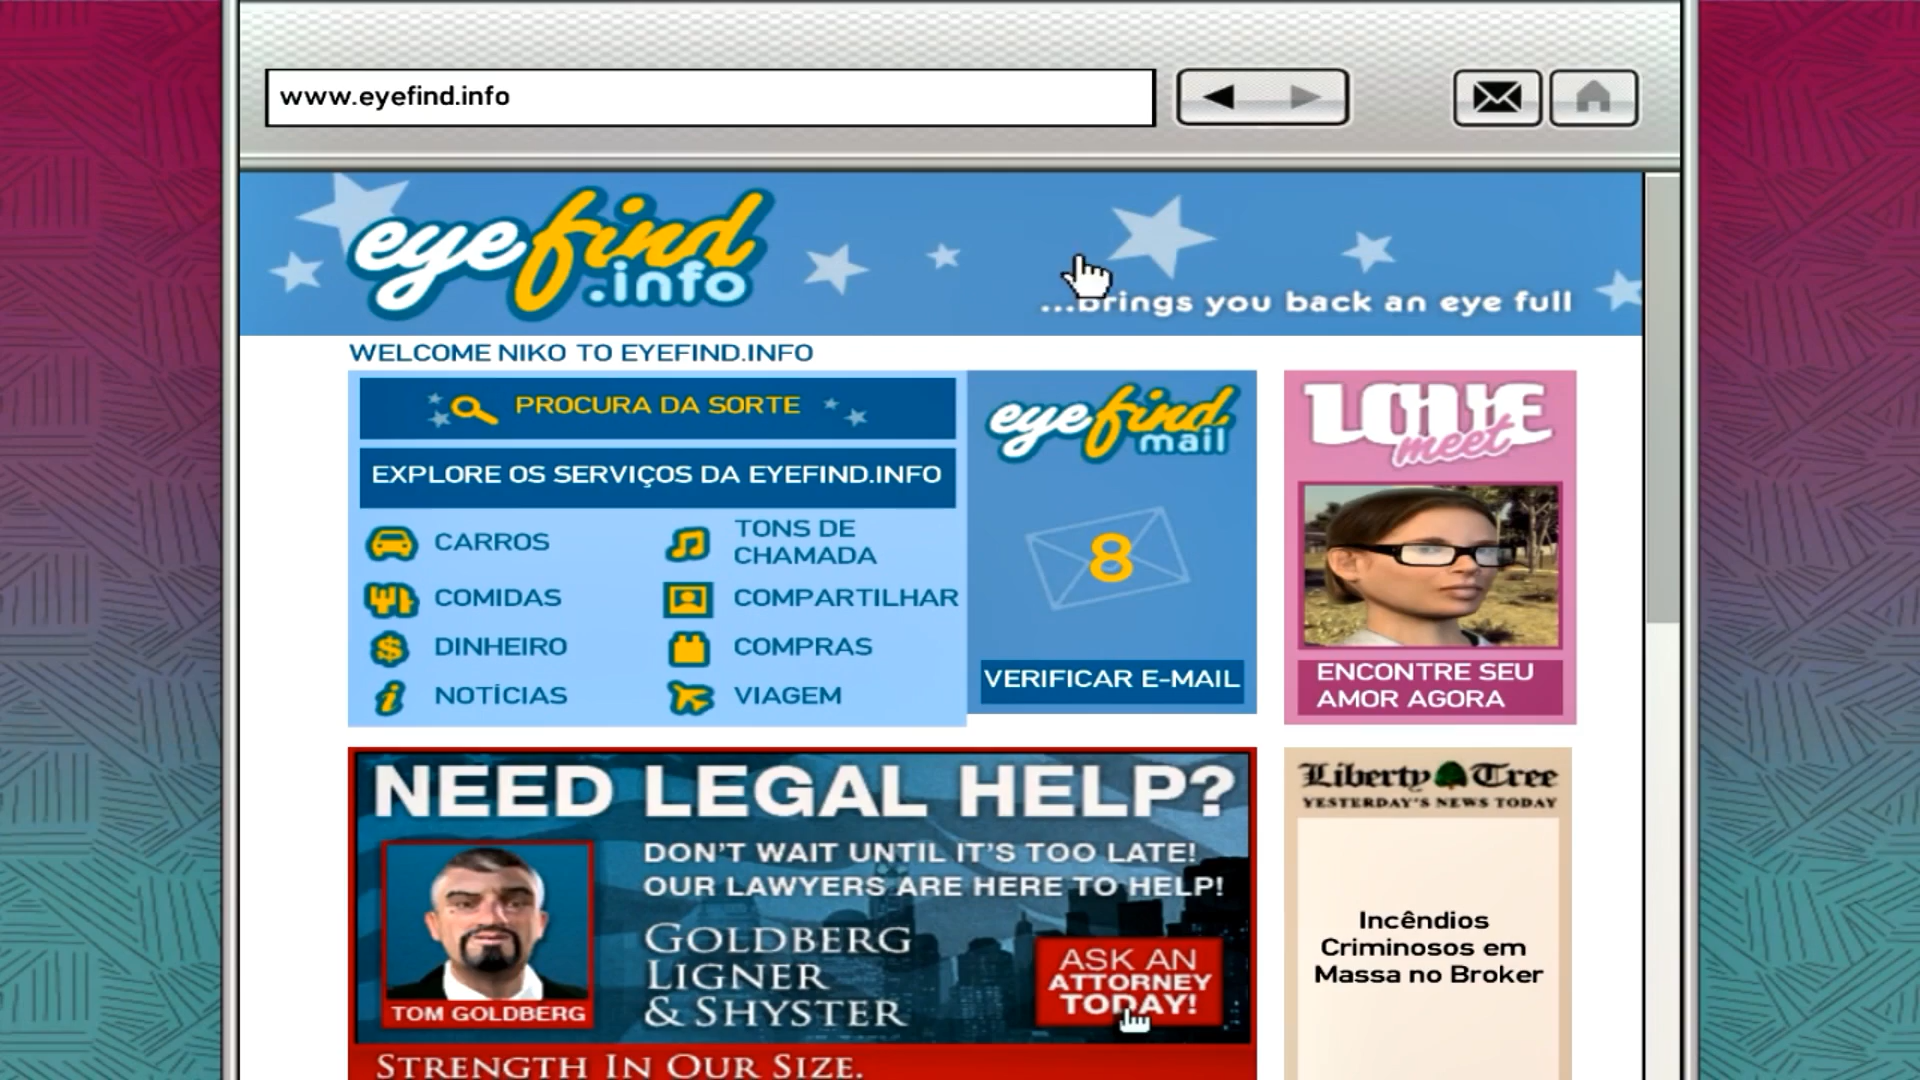 www.eyefind.info
eyefind
.info
...brings you back an eye full
WELCOME NIKO TO EYEFIND.INFO
PROCURA DA SORTE
EXPLORE OS SERVIÇOS DA EYEFIND.INFO
CARROS
TONS DE
CHAMADA
COMIDAS
COMPARTILHAR
DINHEIRO
COMPRAS
NOTÍCIAS
VIAGEM
eyefind
mail
8
VERIFICAR E-MAIL
LOVE
meet
ENCONTRE SEU
AMOR AGORA
NEED LEGAL HELP?
DON'T WAIT UNTIL IT'S TOO LATE!
OUR LAWYERS ARE HERE TO HELP!
GOLDBERG
LIGNER
& SHYSTER
TOM GOLDBERG
ASK AN
ATTORNEY
TODAY!
STRENGTH IN OUR SIZE.
Liberty Tree
YESTERDAY'S NEWS TODAY
Incêndios
Criminosos em
Massa no Broker